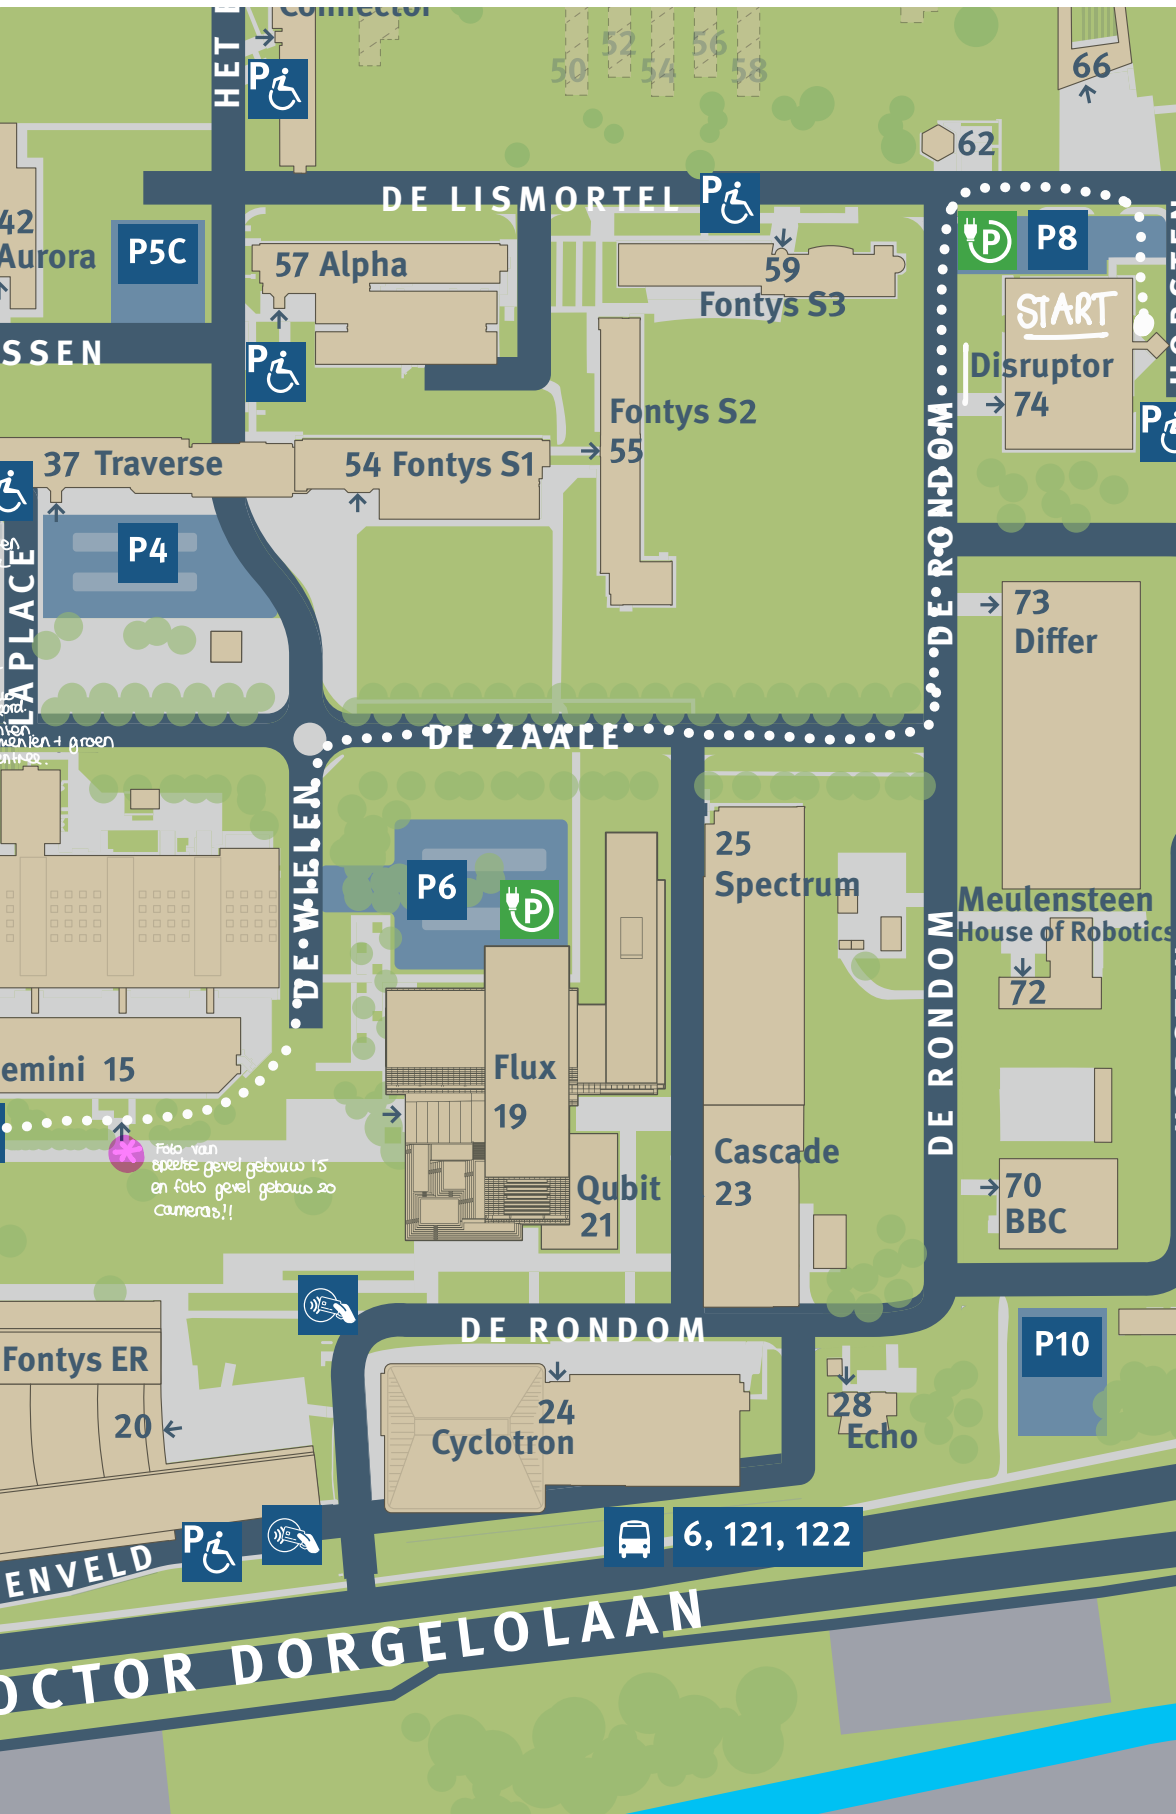 Connector
HET
50
52
54
56
58
66
62
P
DE LISMORTEL
P
42
Aurora
P5C
57 Alpha
59
Fontys S3
P
P8
START
Disruptor
74
P
SSEN
P
Fontys S2
55
37 Traverse
54 Fontys S1
P4
LAPLACE
DE RONDOM
73
Differ
menien + groen
entree.
DE ZAALE
DE WIELEN
P6
P
25
Spectrum
Meulensteen
House of Robotics
72
DE RONDOM
emini 15
Flux
19
Foto van
speelse gevel gebouw 15
en foto gevel gebouw 20
cameras!!
Cascade
23
Qubit
21
70
BBC
DE RONDOM
P10
Fontys ER
20
24
Cyclotron
28
Echo
P
6, 121, 122
ENVELD
OCTOR DORGELOLAAN